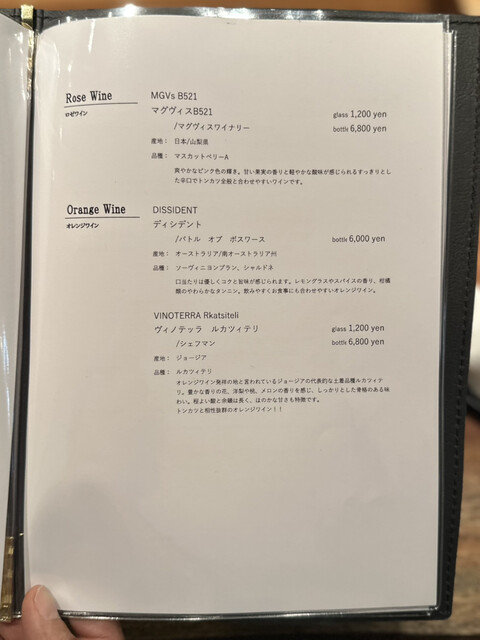 Rose Wine
ロゼワイン
MGVs B521
マグヴィスB521
glass 1,200 yen
/マグヴィスワイナリー
bottle 6,800 yen
産地： 日本/山梨県
品種： マスカットベリーA
爽やかなピンク色の輝き。甘い果実の香りと軽やかな酸味が感じられるすっきりとし
た辛口でトンカツ全般と合わせやすいワインです。
Orange Wine
オレンジワイン
DISSIDENT
ディシデント
/バトル オブ ボスワース
bottle 6,000 yen
産地： オーストラリア/南オーストラリア州
品種： ソーヴィニヨンブラン、シャルドネ
口当たりは優しくコクと旨味が感じられます。レモングラスやスパイスの香り、柑橘
類のやわらかなタンニン。飲みやすくお食事にも合わせやすいオレンジワイン。
VINOTERRA Rkatsiteli
ヴィノテッラ ルカツィテリ
glass 1,200 yen
/シェフマン
bottle 6,800 yen
産地： ジョージア
品種： ルカツィテリ
オレンジワイン発祥の地と言われているジョージアの代表的な土着品種ルカツィテ
リ。豊かな香りの花、洋梨や桃、メロンの香りを感じ、しっかりとした骨格のある味
わい。程よい酸と余韻は長く、ほのかな甘さも特徴です。
トンカツと相性抜群のオレンジワイン！！